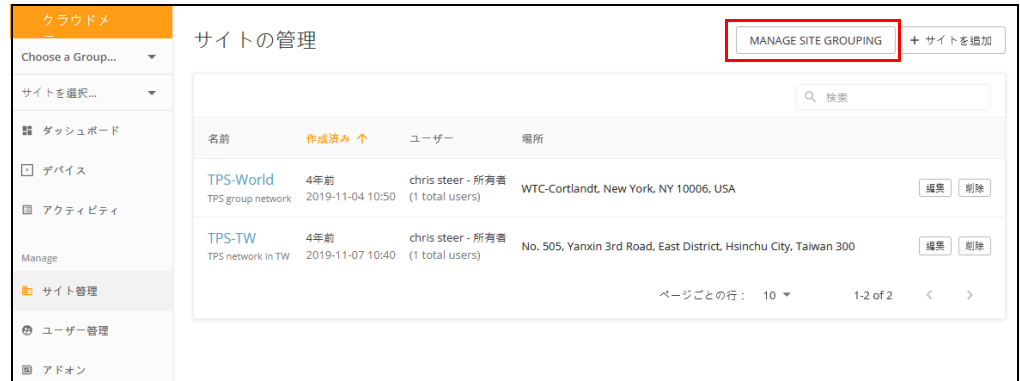 クラウドメ
Choose a Group...
サイトを選択...
ダッシュボード
デバイス
アクティビティ
Manage
サイト管理
ユーザー管理
アドオン
サイトの管理
MANAGE SITE GROUPING
+ サイトを追加
検索
名前 作成済み ↑ ユーザー 場所
TPS-World 4年前 chris steer - 所有者 WTC-Cortlandt, New York, NY 10006, USA 編集 削除
TPS group network 2019-11-04 10:50 (1 total users)
TPS-TW 4年前 chris steer - 所有者 No. 505, Yanxin 3rd Road, East District, Hsinchu City, Taiwan 300 編集 削除
TPS network in TW 2019-11-07 10:40 (1 total users)
ページごとの行： 10 1-2 of 2